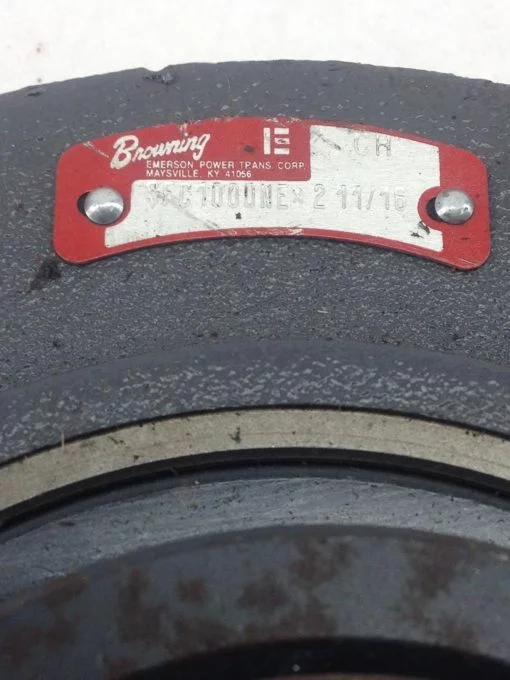 Browning
CH
EMERSON POWER TRANS. CORP.
MAYSVILLE, KY 41056
2 11/16